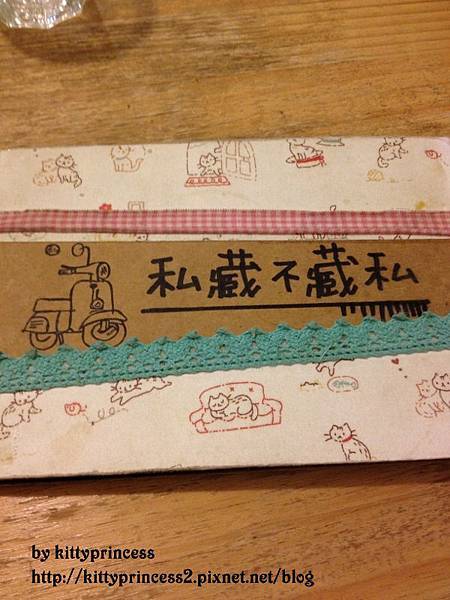 私藏不藏私
by kittyprincess
http://kittyprincess2.pixnet.net/blog